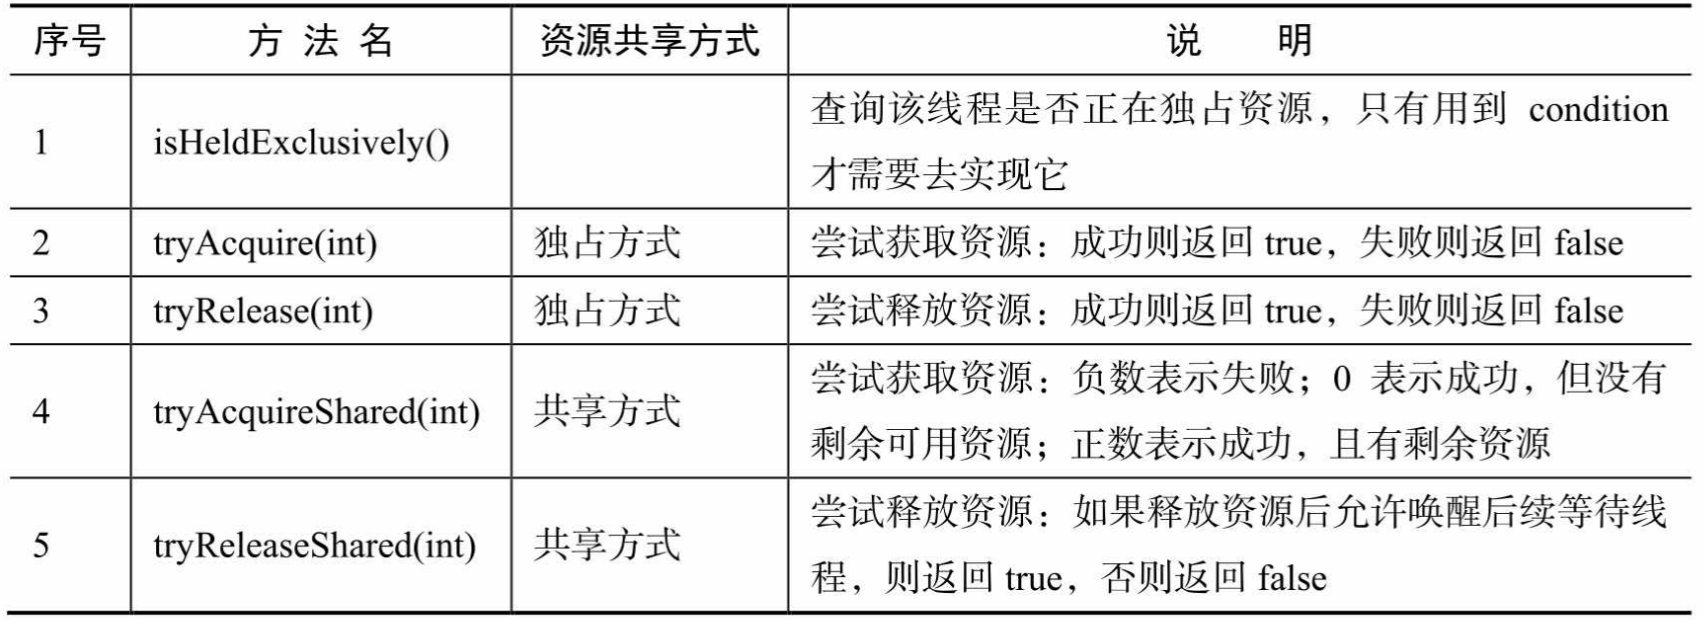 序号 方法名 资源共享方式 说 明
1 isHeldExclusively() 查询该线程是否正在独占资源，只有用到 condition
才需要去实现它
2 tryAcquire(int) 独占方式 尝试获取资源：成功则返回 true，失败则返回 false
3 tryRelease(int) 独占方式 尝试释放资源：成功则返回 true，失败则返回 false
4 tryAcquireShared(int) 共享方式 尝试获取资源：负数表示失败；0 表示成功，但没有
剩余可用资源；正数表示成功，且有剩余资源
5 tryReleaseShared(int) 共享方式 尝试释放资源：如果释放资源后允许唤醒后续等待线
程，则返回 true，否则返回 false